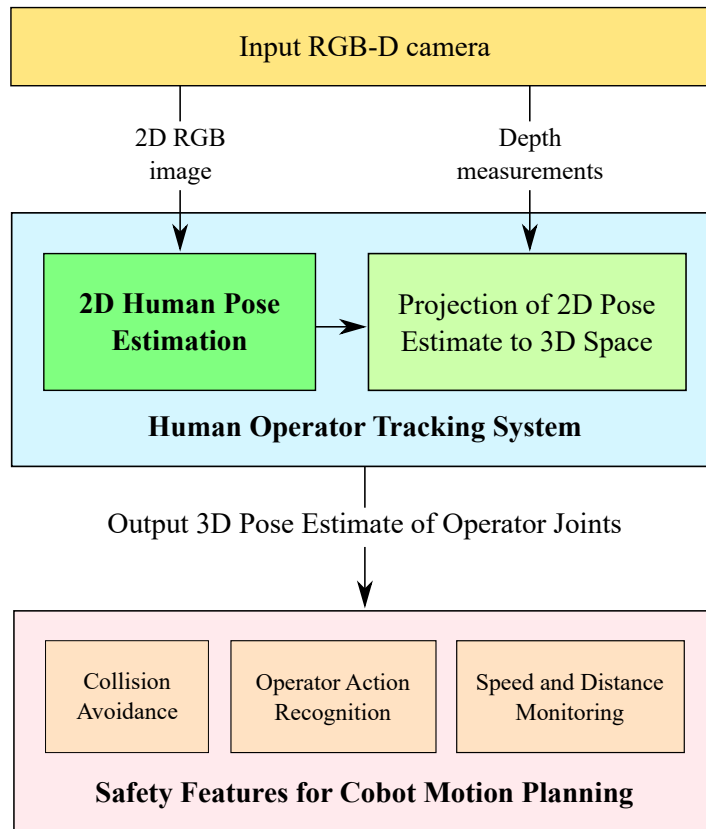 Input RGB-D camera
2D RGB
image
Depth
measurements
2D Human Pose
Estimation
Projection of 2D Pose
Estimate to 3D Space
Human Operator Tracking System
Output 3D Pose Estimate of Operator Joints
Collision
Avoidance
Operator Action
Recognition
Speed and Distance
Monitoring
Safety Features for Cobot Motion Planning